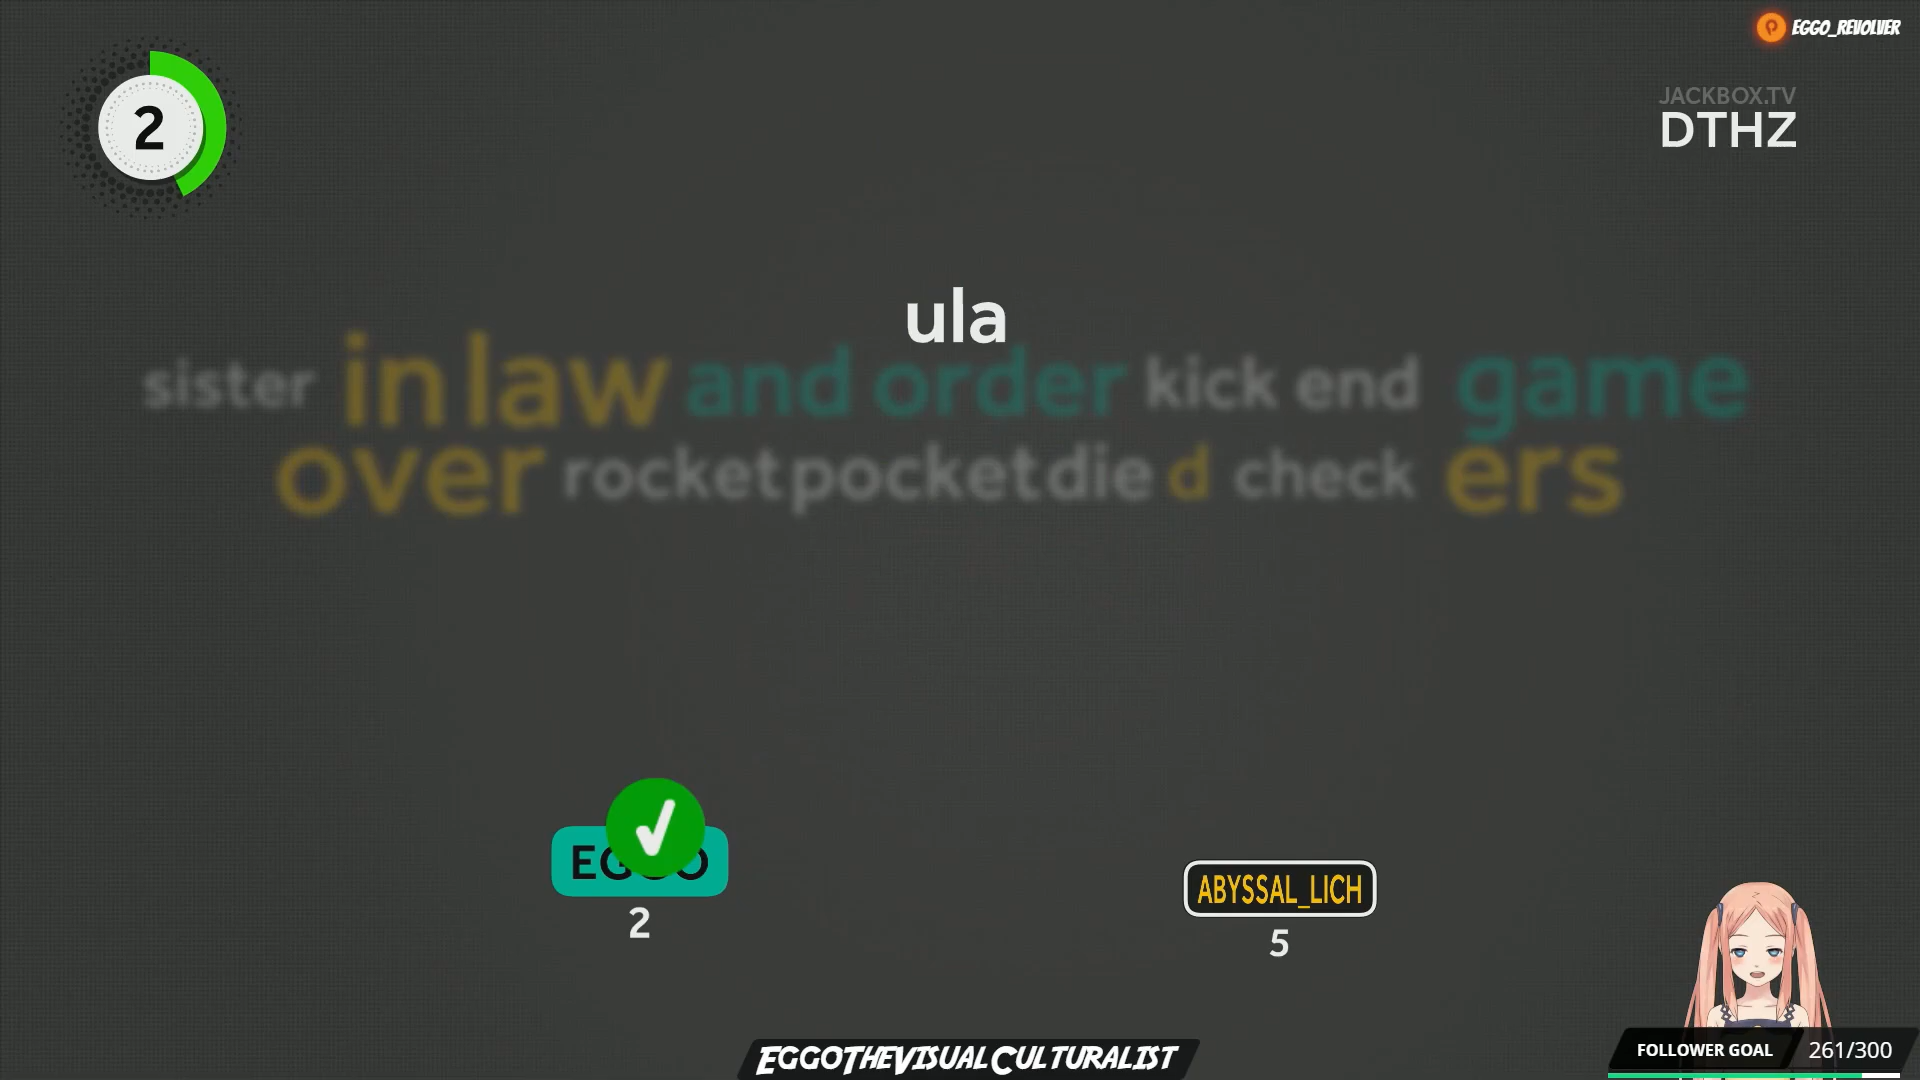 EGGO_REVOLVER
2
JACKBOX.TV
DTHZ
ula
sister in law and order kick end game
over rocket pocket die d check ers
EGGO
2
ABYSSAL_LICH
5
EGGOTHEVISUALCULTURALIST
FOLLOWER GOAL 261/300